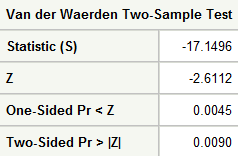 Van der Waerden Two-Sample Test
Statistic (S) -17.1496
Z -2.6112
One-Sided Pr < Z 0.0045
Two-Sided Pr > |Z| 0.0090